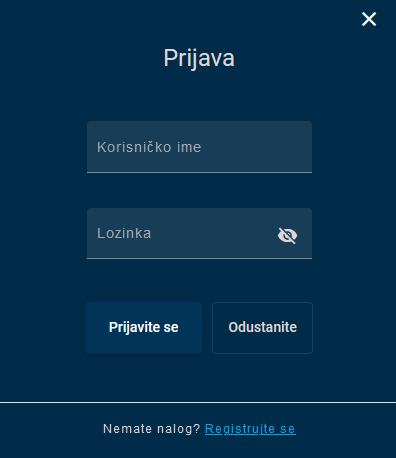 Prijava
Korisničko ime
Lozinka
Prijavite se
Odustanite
Nemate nalog? Registrujte se